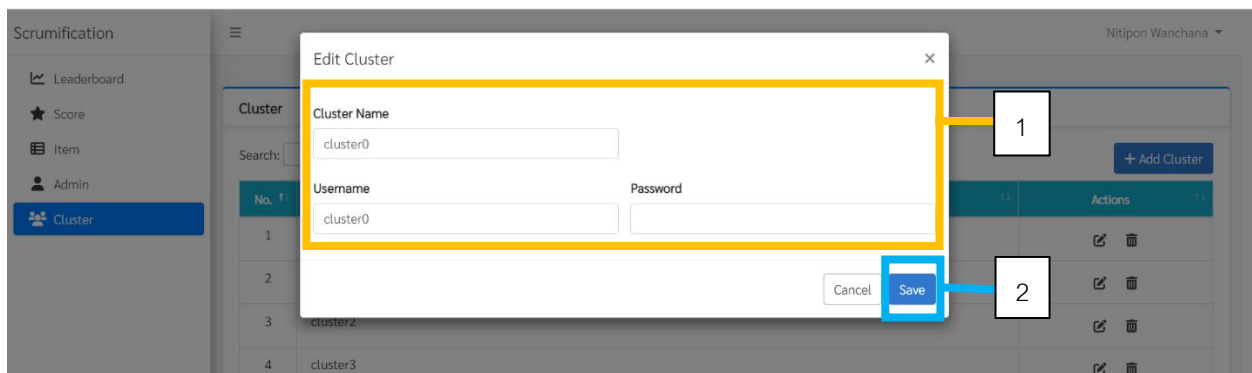 Scrumification
Nitipon Wanchana
Leaderboard
Score
Item
Admin
Cluster
Edit Cluster
×
Cluster Name
cluster0
Username
Password
cluster0
Cancel
Save
1
2
Cluster
Search:
+ Add Cluster
No.
Actions
1
2
3 cluster2
4 cluster3